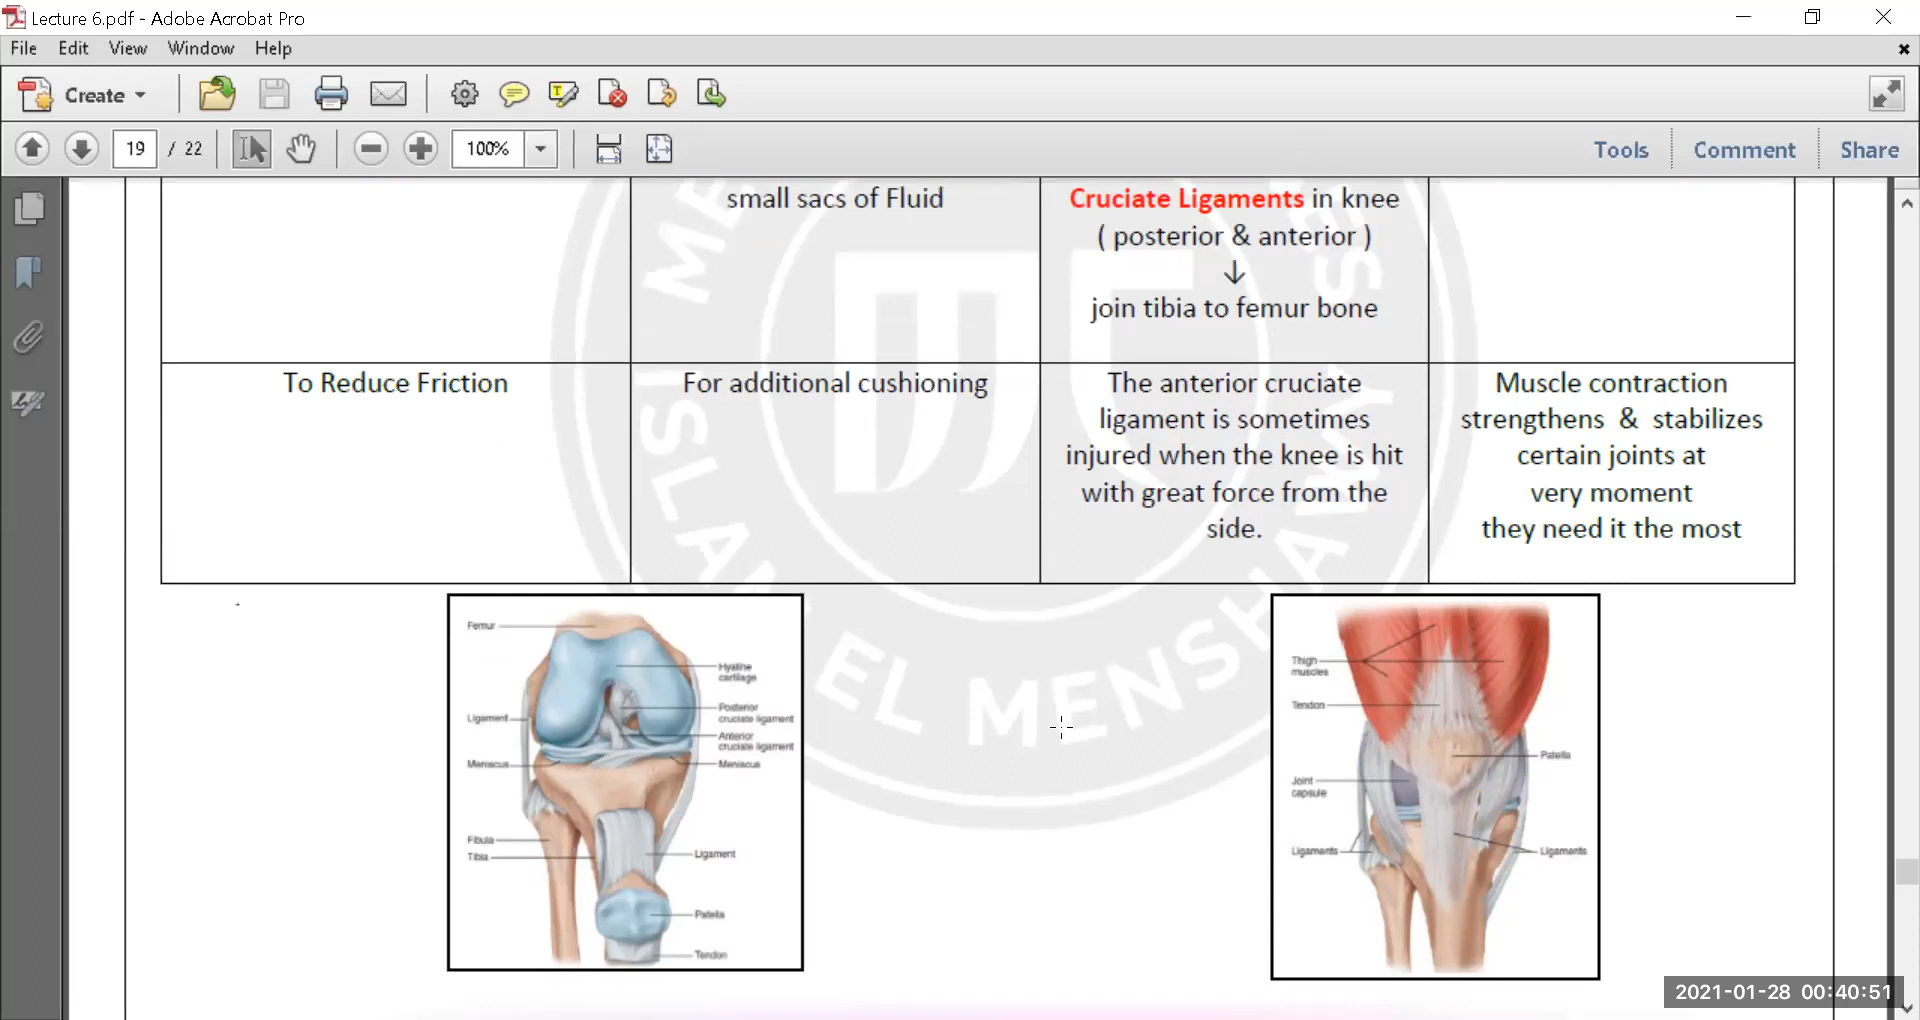 Lecture 6.pdf - Adobe Acrobat Pro
File Edit View Window Help
Create
19 / 22 100% Tools Comment Share
small sacs of Fluid
Cruciate Ligaments in knee
( posterior & anterior )
↓
join tibia to femur bone
To Reduce Friction
For additional cushioning
The anterior cruciate
ligament is sometimes
injured when the knee is hit
with great force from the
side.
Muscle contraction
strengthens & stabilizes
certain joints at
very moment
they need it the most
Femur
Hyaline
cartilage
Posterior
cruciate ligament
Ligament
Anterior
cruciate ligament
Meniscus
Meniscus
Fibula
Tibia
Ligament
Patella
Tendon
Thigh
muscles
Tendon
Patella
Joint
capsule
Ligaments
Ligaments
EL MENSHAWY
2021-01-28 00:40:51